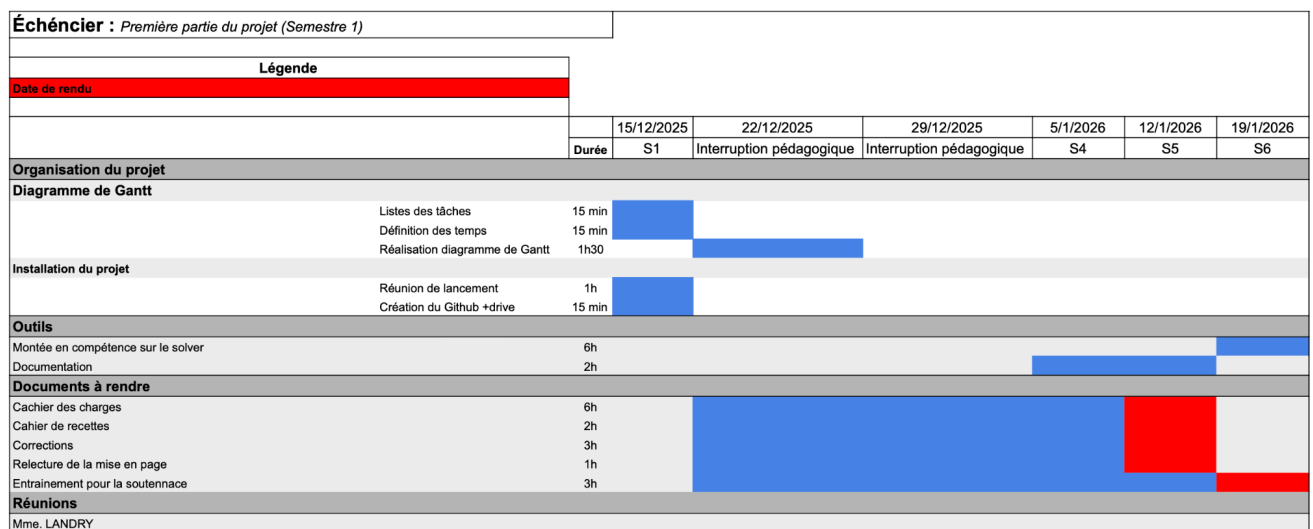 Échéncier : Première partie du projet (Semestre 1)
Légende
Date de rendu
15/12/2025 22/12/2025 29/12/2025 5/1/2026 12/1/2026 19/1/2026
Durée S1 Interruption pédagogique Interruption pédagogique S4 S5 S6
Organisation du projet
Diagramme de Gantt
Listes des tâches 15 min
Définition des temps 15 min
Réalisation diagramme de Gantt 1h30
Installation du projet
Réunion de lancement 1h
Création du Github +drive 15 min
Outils
Montée en compétence sur le solver 6h
Documentation 2h
Documents à rendre
Cachier des charges 6h
Cahier de recettes 2h
Corrections 3h
Relecture de la mise en page 1h
Entrainement pour la soutennace 3h
Réunions
Mme. LANDRY